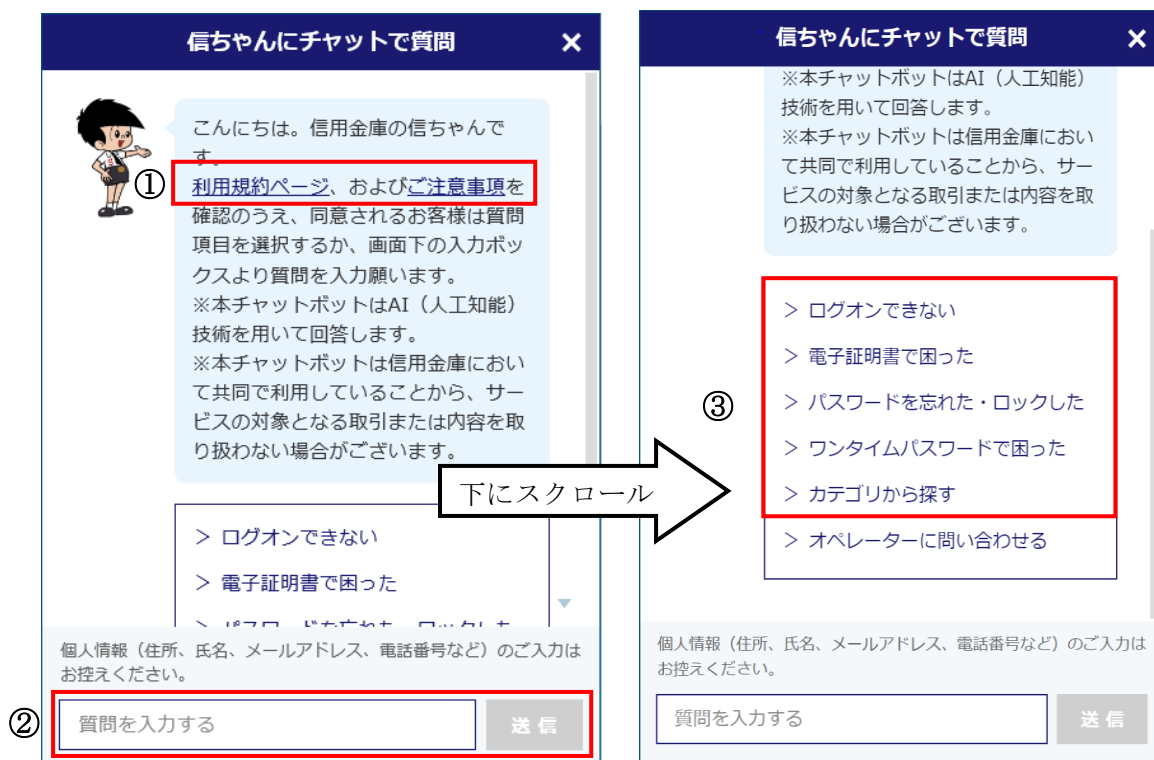 信ちゃんにチャットで質問 ×
こんにちは。信用金庫の信ちゃんで
す。
① 利用規約ページ、およびご注意事項を
確認のうえ、同意されるお客様は質問
項目を選択するか、画面下の入力ボッ
クスより質問を入力願います。
※本チャットボットはAI（人工知能）
技術を用いて回答します。
※本チャットボットは信用金庫におい
て共同で利用していることから、サー
ビスの対象となる取引または内容を取
り扱わない場合がございます。
＞ ログオンできない
＞ 電子証明書で困った
＞ パスワードを忘れた・ロックした
個人情報（住所、氏名、メールアドレス、電話番号など）のご入力は
お控えください。
② 質問を入力する 送信
下にスクロール
信ちゃんにチャットで質問 ×
※本チャットボットはAI（人工知能）
技術を用いて回答します。
※本チャットボットは信用金庫におい
て共同で利用していることから、サー
ビスの対象となる取引または内容を取
り扱わない場合がございます。
＞ ログオンできない
＞ 電子証明書で困った
③ ＞ パスワードを忘れた・ロックした
＞ ワンタイムパスワードで困った
＞ カテゴリから探す
＞ オペレーターに問い合わせる
個人情報（住所、氏名、メールアドレス、電話番号など）のご入力は
お控えください。
質問を入力する 送信